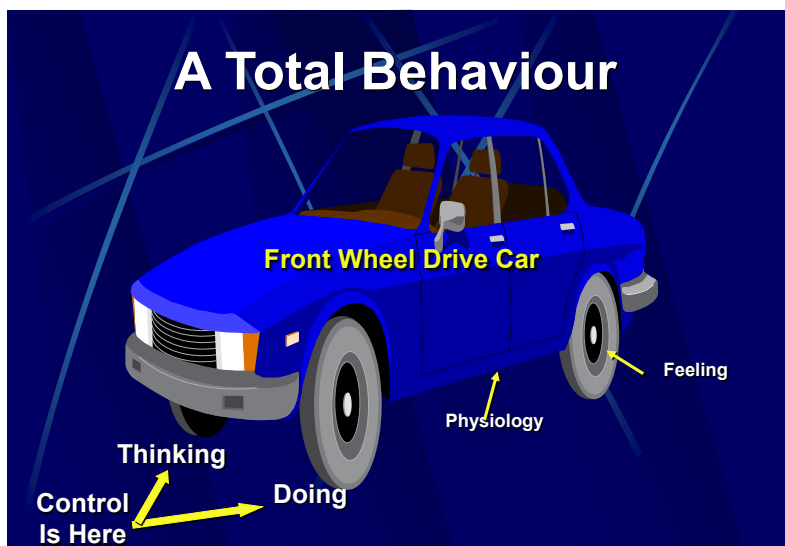 A Total Behaviour
Front Wheel Drive Car
Feeling
Physiology
Thinking
Doing
Control
Is Here